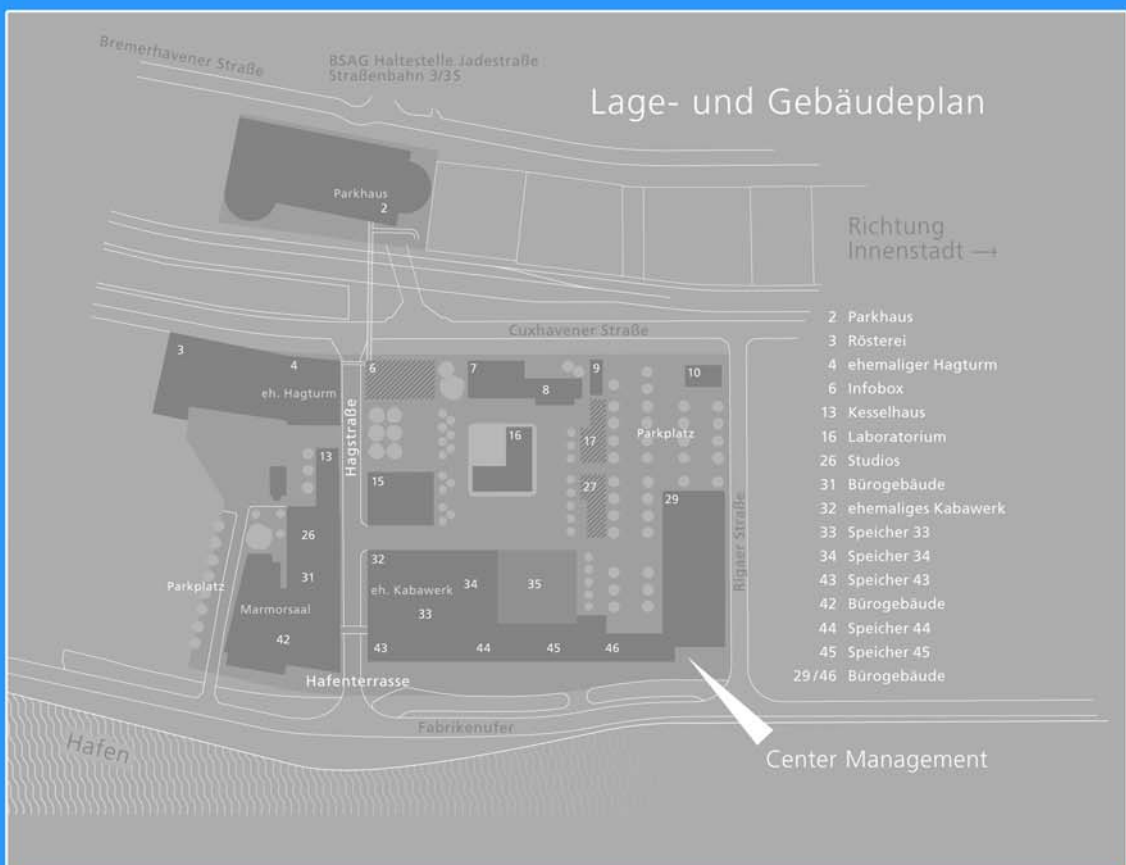 Bremerhavener Straße
BSAG Haltestelle Jadestraße
Straßenbahn 3/35
Lage- und Gebäudeplan
Parkhaus
2
Richtung
Innenstadt →
Cuxhavener Straße
2 Parkhaus
3 Rösterei
4 ehemaliger Hagturm
6 Infobox
13 Kesselhaus
16 Laboratorium
26 Studios
31 Bürogebäude
32 ehemaliges Kabawerk
33 Speicher 33
34 Speicher 34
43 Speicher 43
42 Bürogebäude
44 Speicher 44
45 Speicher 45
29/46 Bürogebäude
3
4
eh. Hagturm
6
7
8
9
10
Hagstraße
13
15
16
17
Parkplatz
27
29
Rigaer Straße
26
31
Parkplatz
Marmorsaal
42
32
eh. Kabawerk
34
35
33
43
44
45
46
Hafenterrasse
Fabrikenufer
Hafen
Center Management